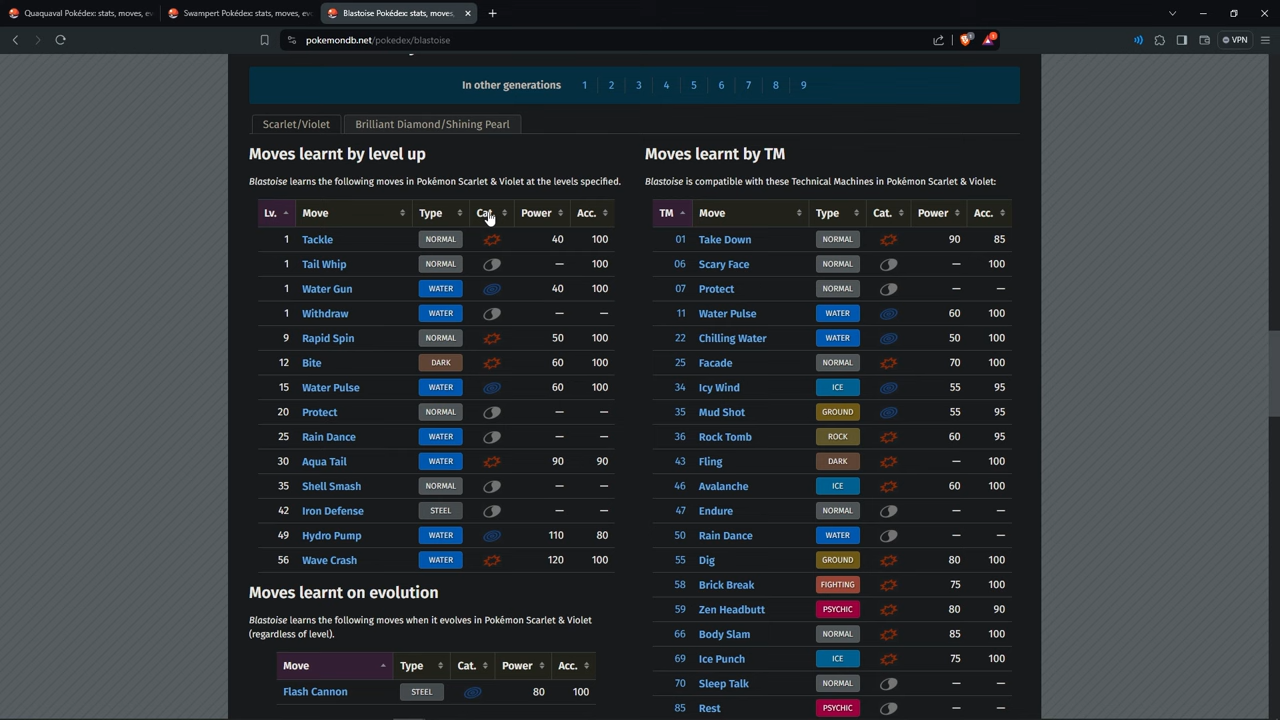 Quaquaval Pokédex: stats, moves, ev
Swampert Pokédex: stats, moves, ev
Blastoise Pokédex: stats, moves,
pokemondb.net/pokedex/blastoise
1
VPN
In other generations 1 2 3 4 5 6 7 8 9
Scarlet/Violet Brilliant Diamond/Shining Pearl
Moves learnt by level up
Blastoise learns the following moves in Pokémon Scarlet & Violet at the levels specified.
Lv. Move Type Cat. Power Acc.
1 Tackle NORMAL 40 100
1 Tail Whip NORMAL — 100
1 Water Gun WATER 40 100
1 Withdraw WATER — —
9 Rapid Spin NORMAL 50 100
12 Bite DARK 60 100
15 Water Pulse WATER 60 100
20 Protect NORMAL — —
25 Rain Dance WATER — —
30 Aqua Tail WATER 90 90
35 Shell Smash NORMAL — —
42 Iron Defense STEEL — —
49 Hydro Pump WATER 110 80
56 Wave Crash WATER 120 100
Moves learnt on evolution
Blastoise learns the following moves when it evolves in Pokémon Scarlet & Violet
(regardless of level).
Move Type Cat. Power Acc.
Flash Cannon STEEL 80 100
Moves learnt by TM
Blastoise is compatible with these Technical Machines in Pokémon Scarlet & Violet:
TM Move Type Cat. Power Acc.
01 Take Down NORMAL 90 85
06 Scary Face NORMAL — 100
07 Protect NORMAL — —
11 Water Pulse WATER 60 100
22 Chilling Water WATER 50 100
25 Facade NORMAL 70 100
34 Icy Wind ICE 55 95
35 Mud Shot GROUND 55 95
36 Rock Tomb ROCK 60 95
43 Fling DARK — 100
46 Avalanche ICE 60 100
47 Endure NORMAL — —
50 Rain Dance WATER — —
55 Dig GROUND 80 100
58 Brick Break FIGHTING 75 100
59 Zen Headbutt PSYCHIC 80 90
66 Body Slam NORMAL 85 100
69 Ice Punch ICE 75 100
70 Sleep Talk NORMAL — —
85 Rest PSYCHIC — —